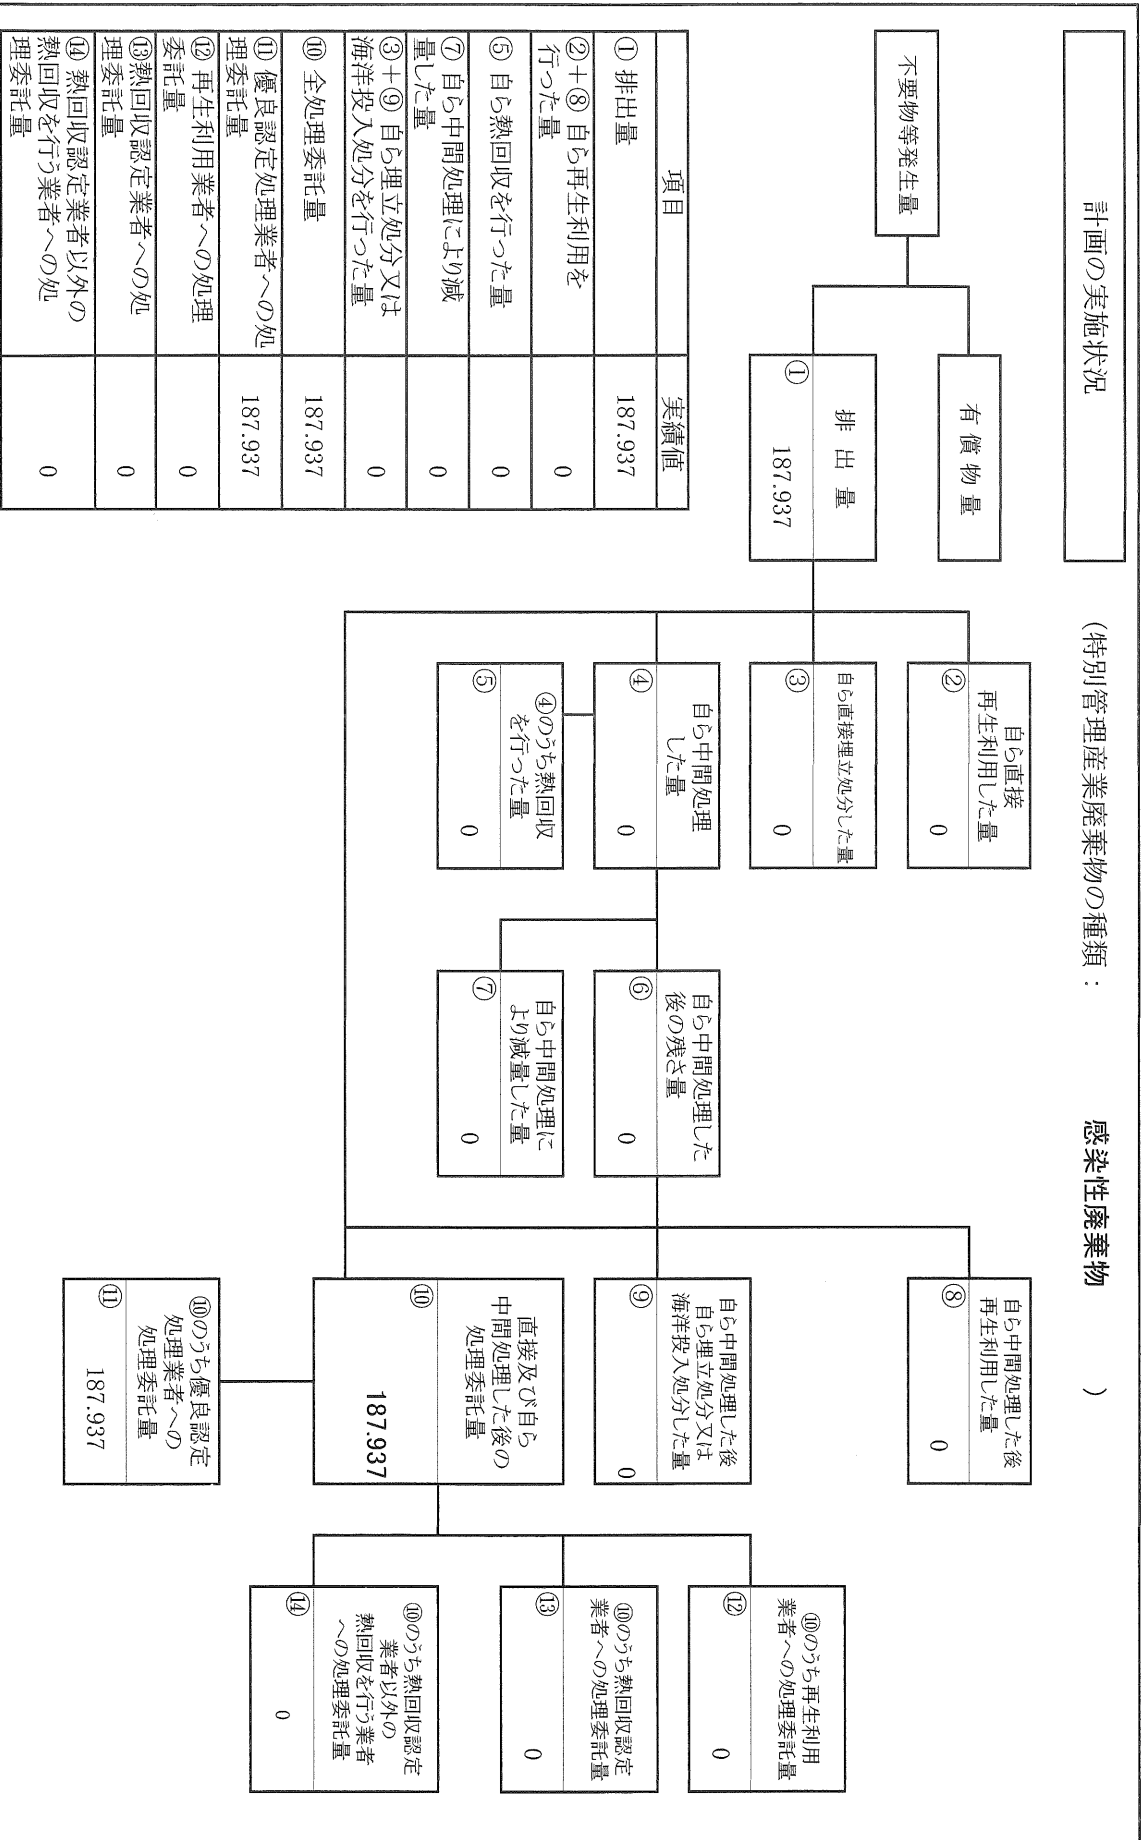 計画の実施状況
(特別管理産業廃棄物の種類:　感染性廃棄物　)
不要物等発生量
有償物量
排出量
①
187.937
自ら直接
再生利用した量
②
0
自ら直接埋立処分した量
③
0
自ら中間処理
した量
④
0
④のうち熱回収
を行った量
⑤
0
自ら中間処理した
後の残さ量
⑥
0
自ら中間処理に
より減量した量
⑦
0
自ら中間処理した後
再生利用した量
⑧
0
自ら中間処理した後
自ら埋立処分又は
海洋投入処分した量
⑨
0
直接及び自ら
中間処理した後の
処理委託量
⑩
187.937
⑩のうち優良認定
処理業者への
処理委託量
⑪
187.937
⑩のうち再生利用
業者への処理委託量
⑫
0
⑩のうち熱回収認定
業者への処理委託量
⑬
0
⑩のうち熱回収認定
業者以外の
熱回収を行う業者
への処理委託量
⑭
0
項目　実績値
① 排出量　187.937
②+⑧ 自ら再生利用を
行った量　0
⑤ 自ら熱回収を行った量　0
⑦ 自ら中間処理により減
量した量　0
③+⑨ 自ら埋立処分又は
海洋投入処分を行った量　0
⑩ 全処理委託量　187.937
⑪ 優良認定処理業者への処
理委託量　187.937
⑫ 再生利用業者への処理
委託量　0
⑬熱回収認定業者への処
理委託量　0
⑭ 熱回収認定業者以外の
熱回収を行う業者への処
理委託量　0